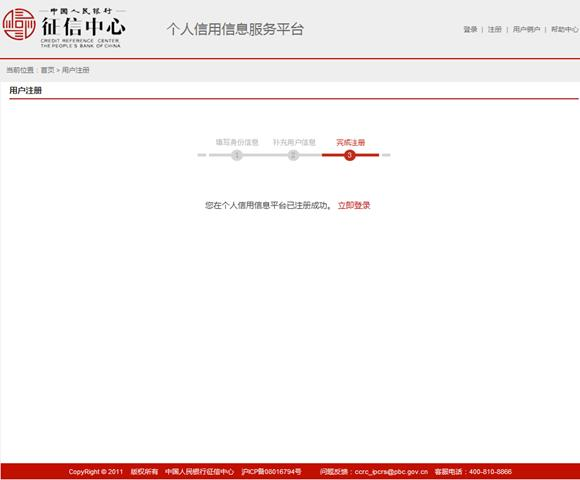 中国人民银行
征信中心
CREDIT REFERENCE CENTER,
THE PEOPLE'S BANK OF CHINA
个人信用信息服务平台
登录 | 注册 | 用户销户 | 帮助中心
当前位置：首页 > 用户注册
用户注册
填写身份信息 补充用户信息 完成注册
1 2 3
您在个人信用信息平台已注册成功。 立即登录
CopyRight © 2011 版权所有 中国人民银行征信中心 沪ICP备08016794号 问题反馈：ccrc_ipcrs@pbc.gov.cn 客服电话：400-810-8866